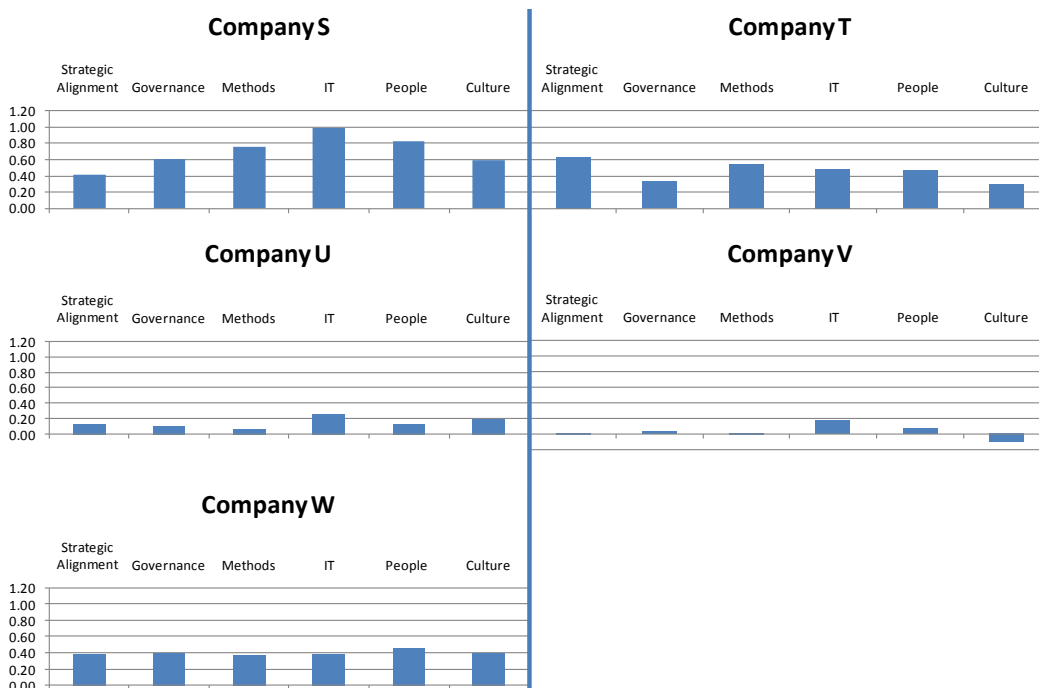 Company S
Strategic
Alignment Governance Methods IT People Culture
1.20
1.00
0.80
0.60
0.40
0.20
0.00
Company T
Strategic
Alignment Governance Methods IT People Culture
Company U
Strategic
Alignment Governance Methods IT People Culture
1.20
1.00
0.80
0.60
0.40
0.20
0.00
Company V
Strategic
Alignment Governance Methods IT People Culture
Company W
Strategic
Alignment Governance Methods IT People Culture
1.20
1.00
0.80
0.60
0.40
0.20
0.00